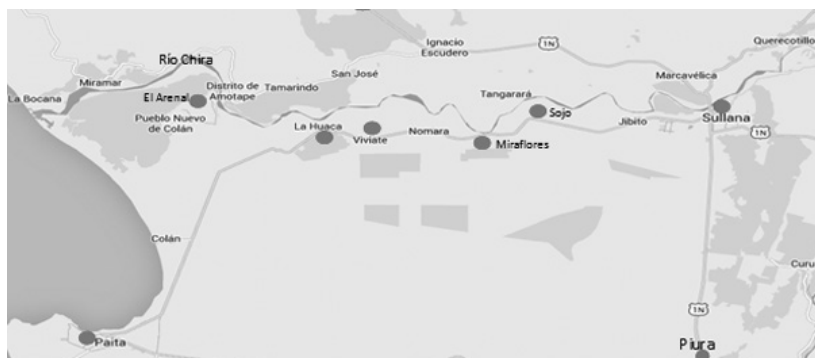 Ignacio
Escudero
1N
Querecotillo
Río Chira
Miramar
San José
Marcavélica
La Bocana
El Arenal
Distrito de
Amotape
Tamarindo
Tangarará
Pueblo Nuevo
de Colán
Sojo
Sullana
La Huaca
Viviate
Nomara
Jibito
1N
Miraflores
Colán
Curu
1N
Paita
Piura